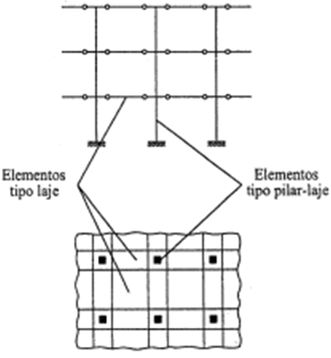 Elementos
tipo laje
Elementos
tipo pilar-laje